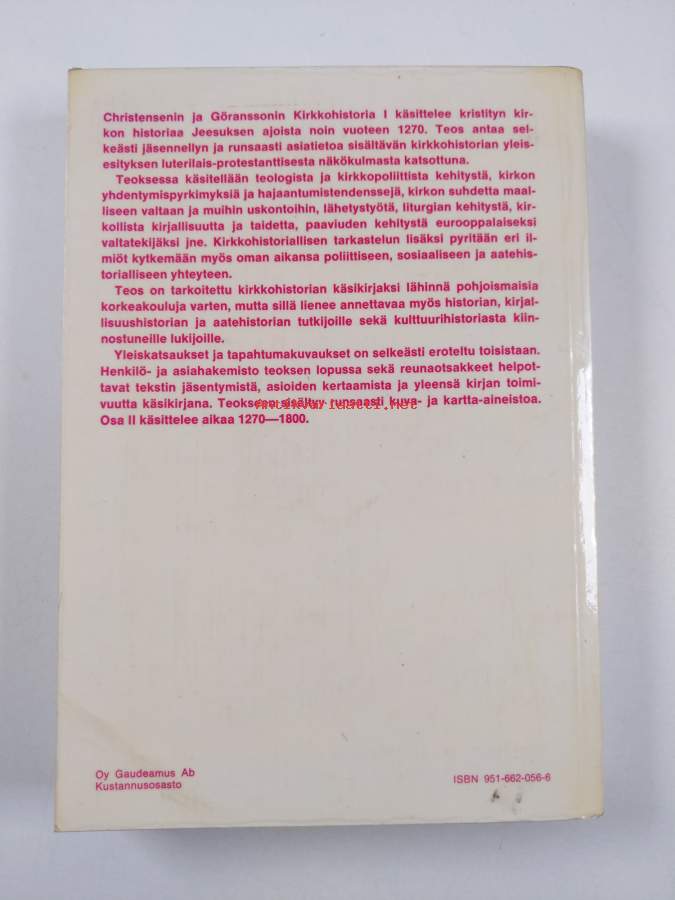 Christensenin ja Göranssonin Kirkkohistoria I käsittelee kristityn kir-
kon historiaa Jeesuksen ajoista noin vuoteen 1270. Teos antaa sel-
keästi jäsennellyn ja runsaasti asiatietoa sisältävän kirkkohistorian yleis-
esityksen luterilais-protestanttisesta näkökulmasta katsottuna.
Teoksessa käsitellään teologista ja kirkkopoliittista kehitystä, kirkon
yhdentymispyrkimyksiä ja hajaantumistendenssejä, kirkon suhdetta maal-
liseen valtaan ja muihin uskontoihin, lähetystyötä, liturgian kehitystä, kir-
kollista kirjallisuutta ja taidetta, paaviuden kehitystä eurooppalaiseksi
valtatekijäksi jne. Kirkkohistoriallisen tarkastelun lisäksi pyritään eri il-
miöt kytkemään myös oman aikansa poliittiseen, sosiaaliseen ja aatehis-
torialliseen yhteyteen.
Teos on tarkoitettu kirkkohistorian käsikirjaksi lähinnä pohjoismaisia
korkeakouluja varten, mutta sillä lienee annettavaa myös historian, kirjal-
lisuushistorian ja aatehistorian tutkijoille sekä kulttuurihistoriasta kiin-
nostuneille lukijoille.
Yleiskatsaukset ja tapahtumakuvaukset on selkeästi eroteltu toisistaan.
Henkilö- ja asiahakemisto teoksen lopussa sekä reunaotsakkeet helpot-
tavat tekstin jäsentymistä, asioiden kertaamista ja yleensä kirjan toimi-
vuutta käsikirjana. Teokseen sisältyy runsaasti kuva- ja kartta-aineistoa.
antikvariaatti.net
Osa II käsittelee aikaa 1270—1800.
Oy Gaudeamus Ab
Kustannusosasto
ISBN 951-662-056-6